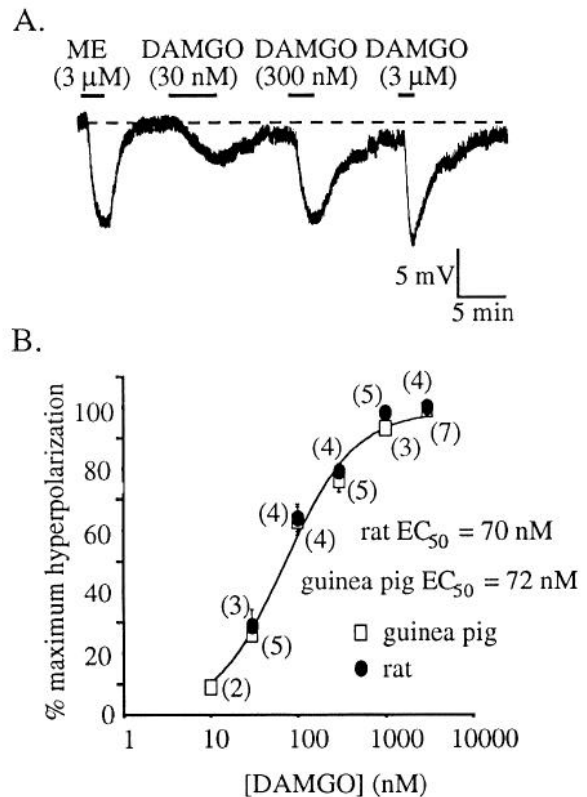 A.
ME DAMGO DAMGO DAMGO
(3 µM) (30 nM) (300 nM) (3 µM)
5 mV
5 min
B.
% maximum hyperpolarization
100
80
60
40
20
0
(4)
(5)
(7)
(3)
(4)
(5)
(4)
(4)
rat EC50 = 70 nM
guinea pig EC50 = 72 nM
(3)
(5)
guinea pig
(2)
rat
1 10 100 1000 10000
[DAMGO] (nM)